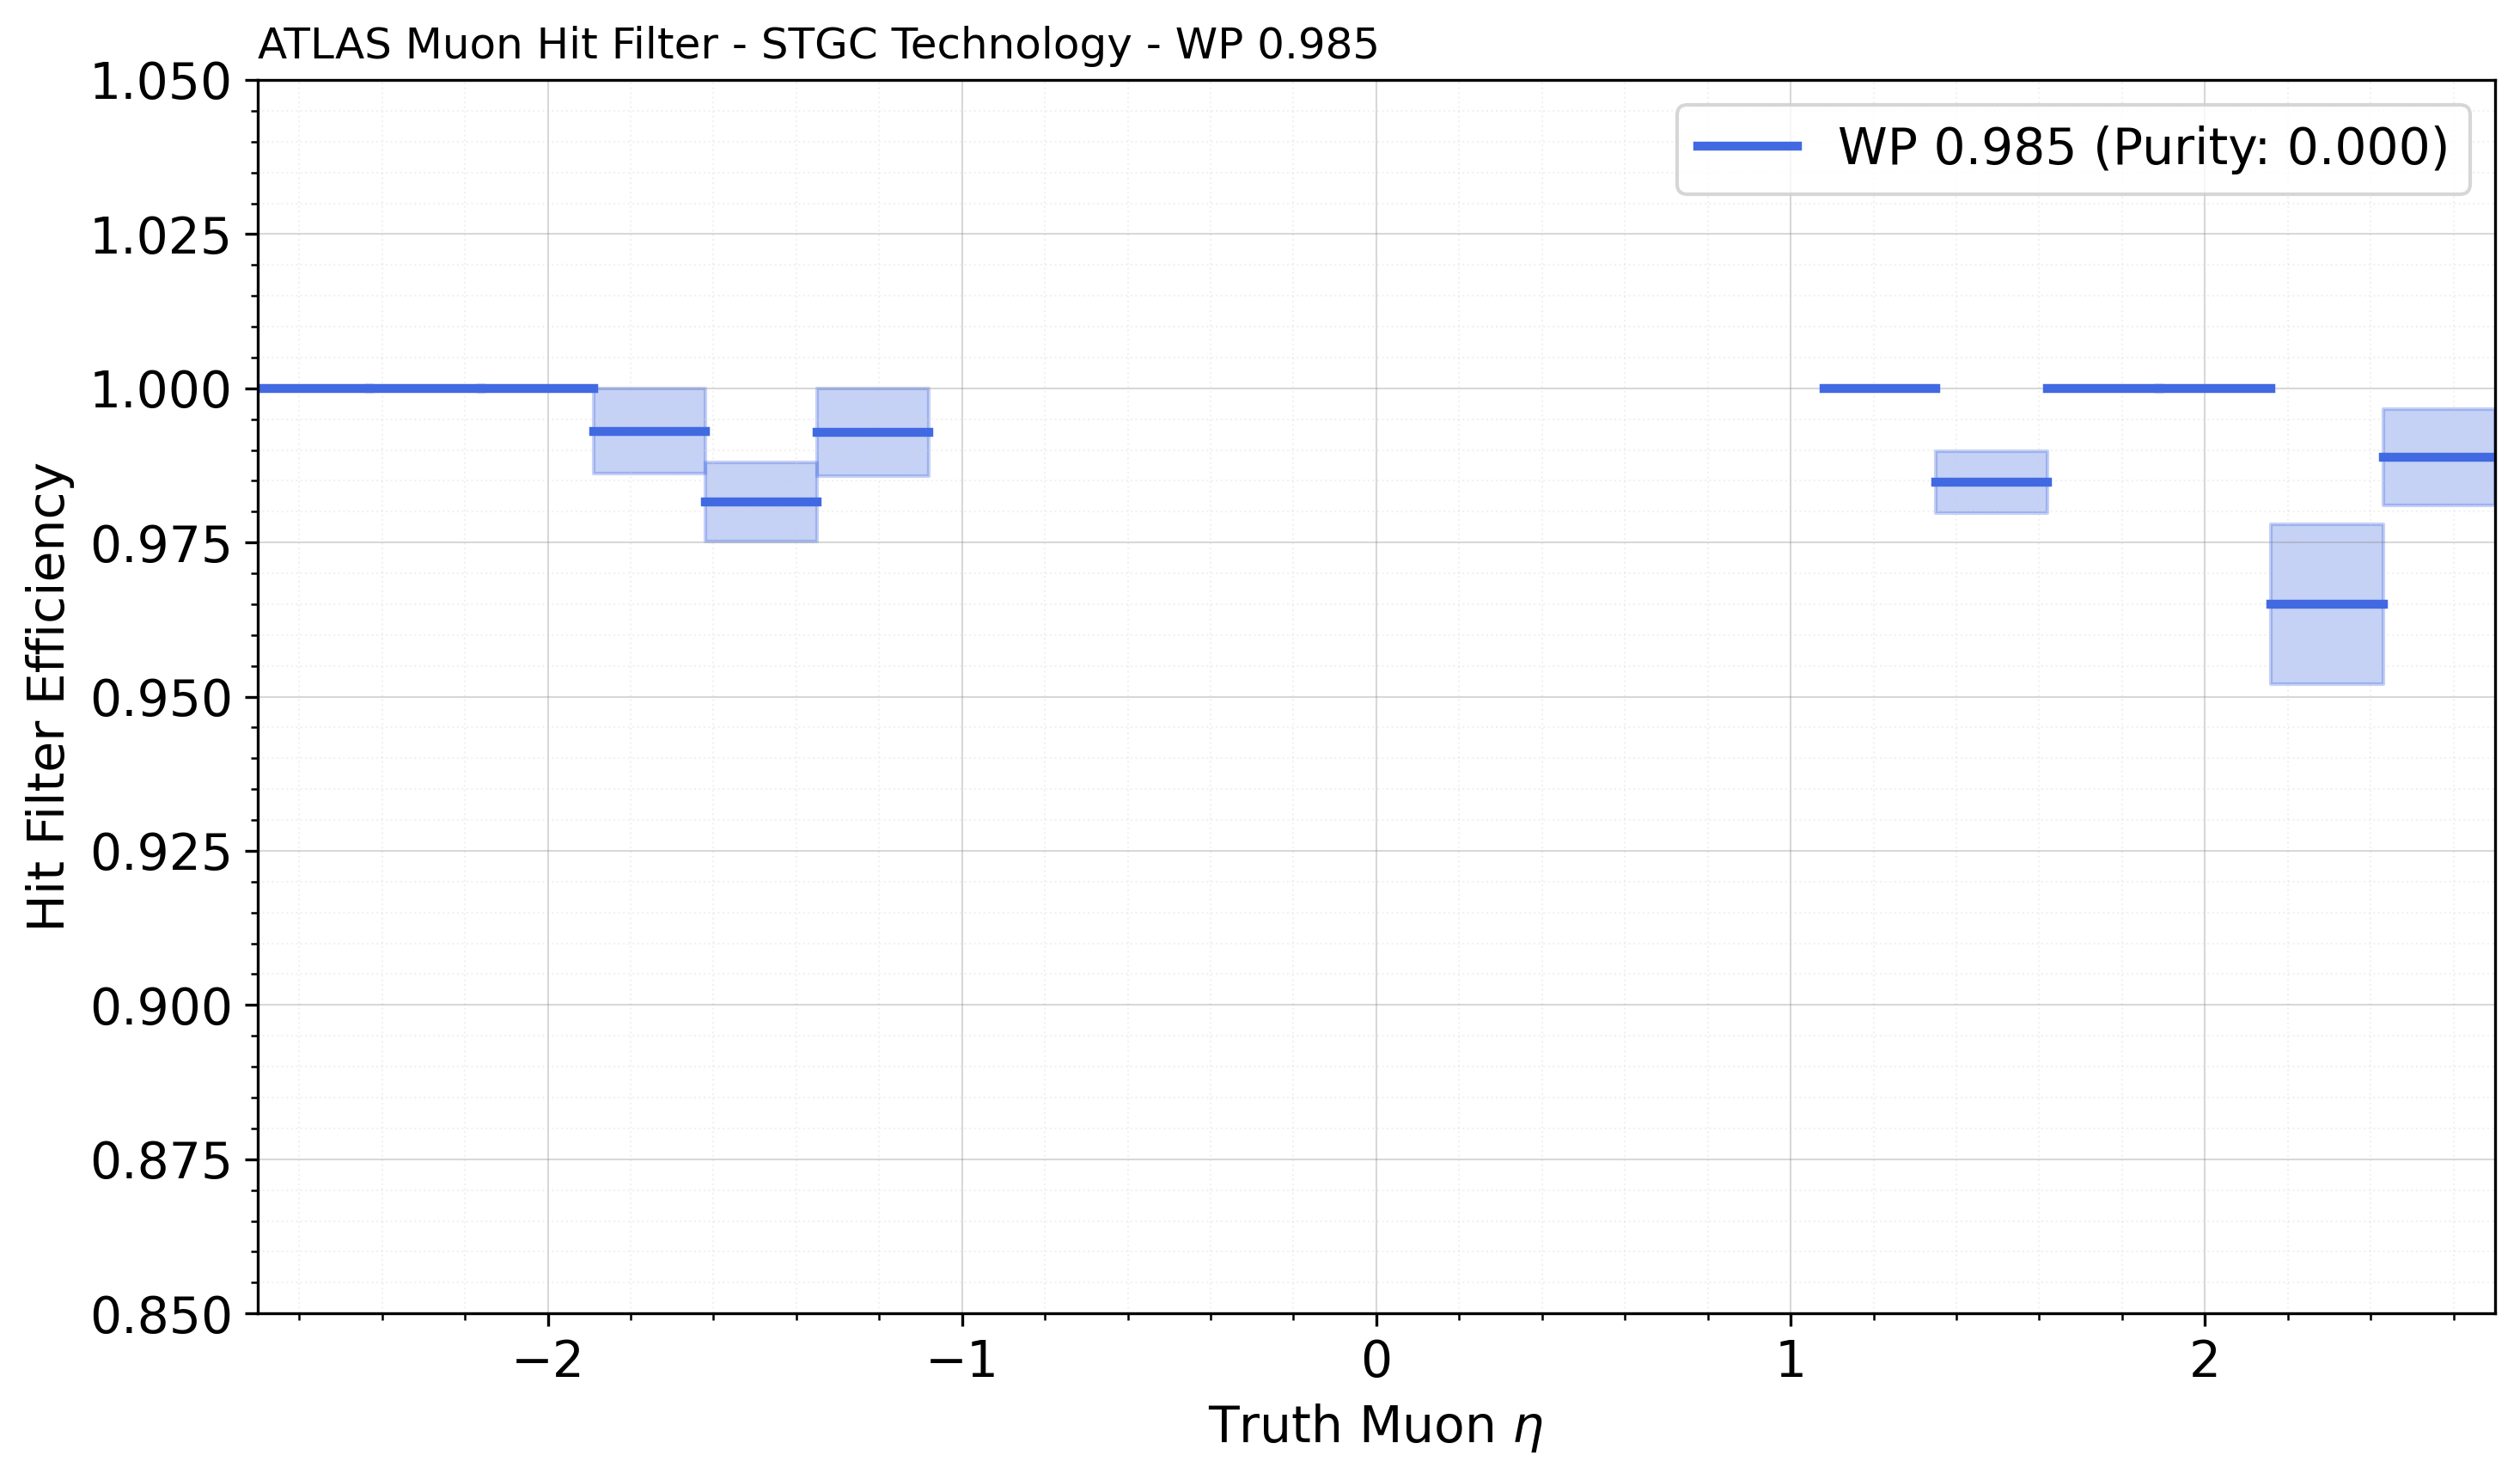 ATLAS Muon Hit Filter - STGC Technology - WP 0.985
1.050
1.025
1.000
0.975
0.950
0.925
0.900
0.875
0.850
Hit Filter Efficiency
WP 0.985 (Purity: 0.000)
−2 −1 0 1 2
Truth Muon η